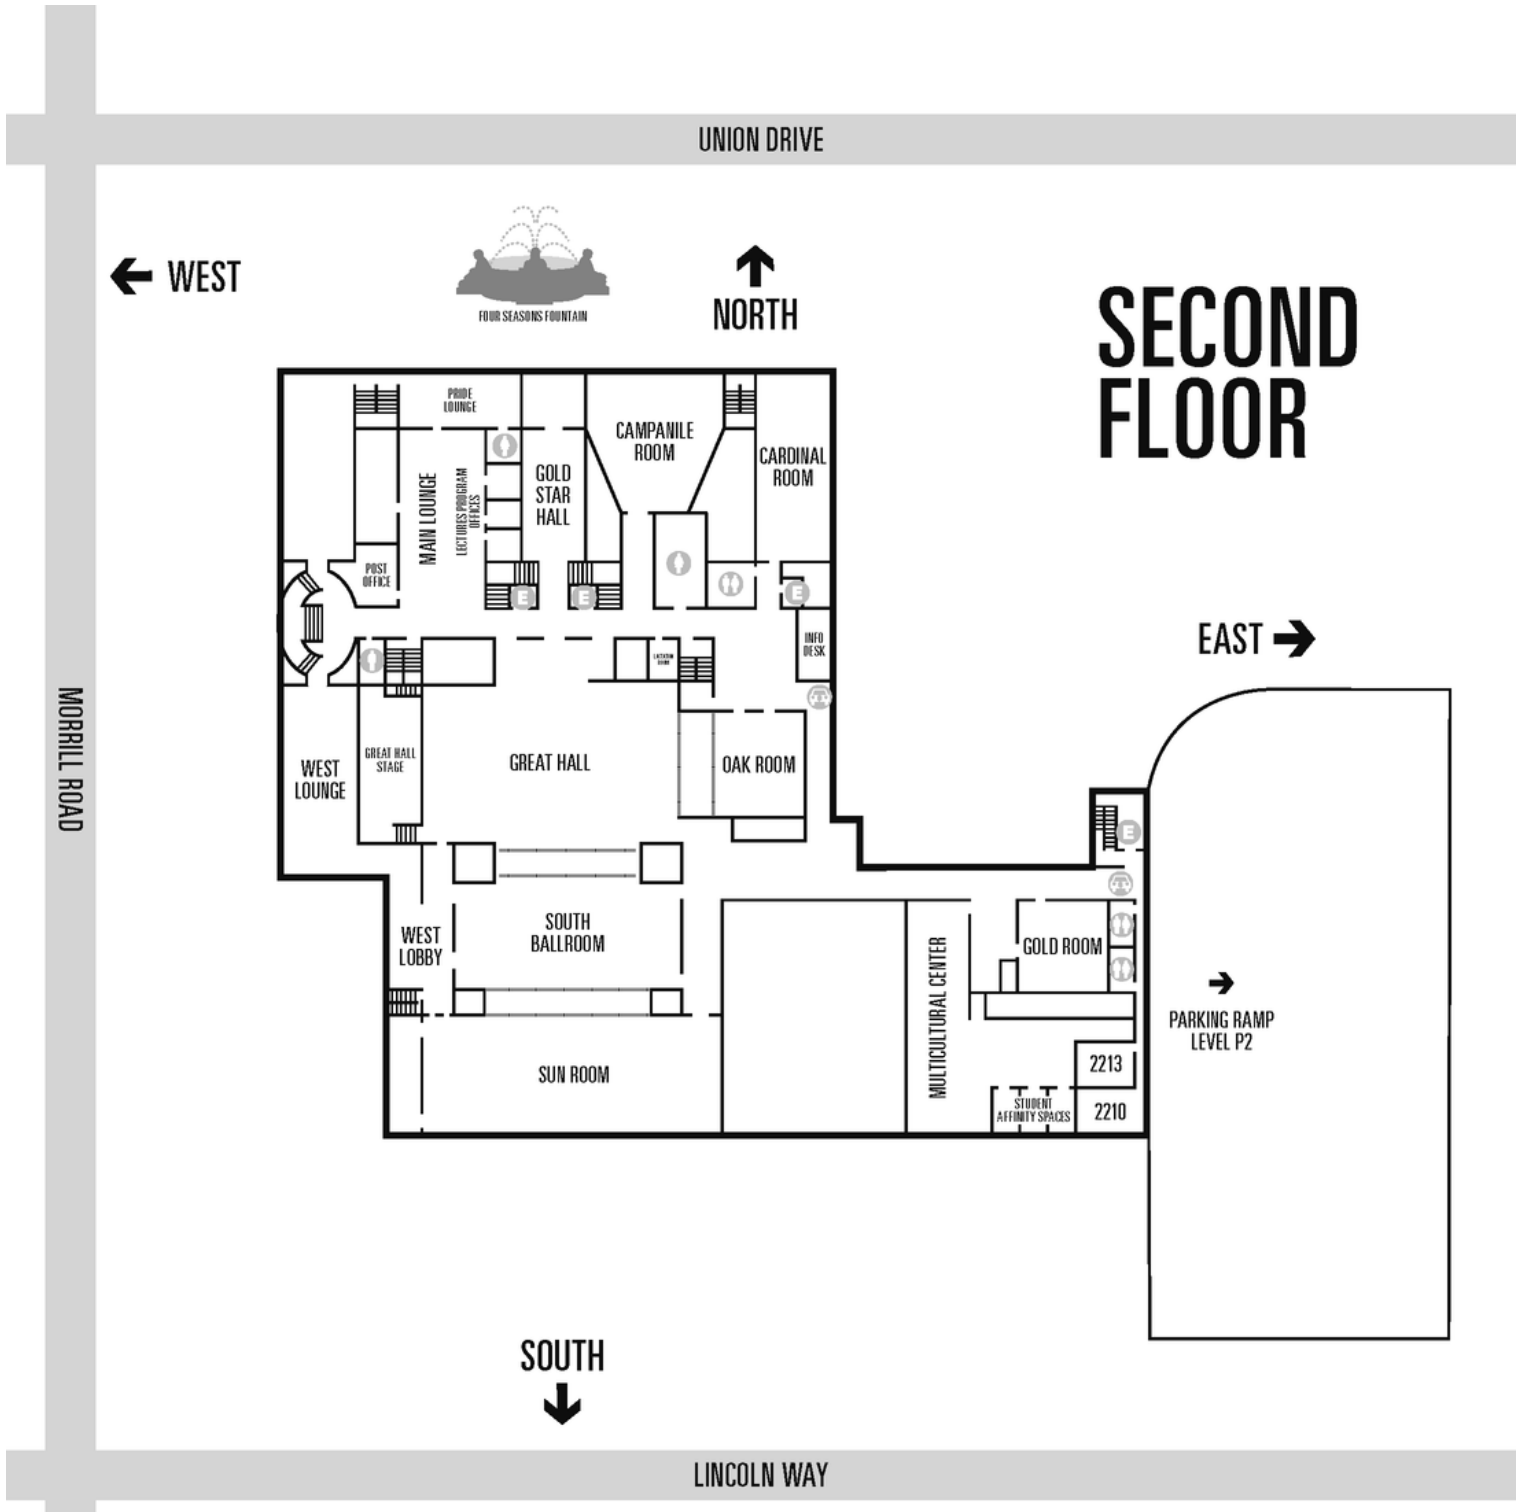 UNION DRIVE
WEST
FOUR SEASONS FOUNTAIN
NORTH
SECOND
FLOOR
PRIDE
LOUNGE
CAMPANILE
ROOM
CARDINAL
ROOM
GOLD
STAR
HALL
MAIN LOUNGE
LECTURES PROGRAM
OFFICES
POST
OFFICE
E
E
E
INFO
DESK
LACTATION
ROOM
EAST
MORRILL ROAD
WEST
LOUNGE
GREAT HALL
STAGE
GREAT HALL
OAK ROOM
E
WEST
LOBBY
SOUTH
BALLROOM
MULTICULTURAL CENTER
GOLD ROOM
PARKING RAMP
LEVEL P2
SUN ROOM
2213
STUDENT
AFFINITY SPACES
2210
SOUTH
LINCOLN WAY